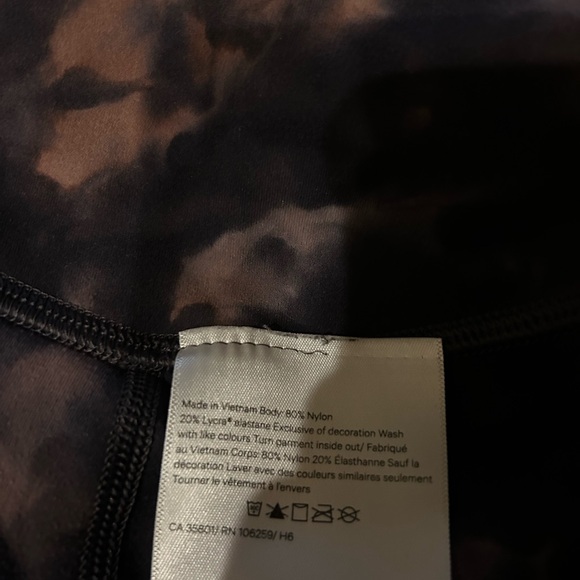 Made in Vietnam Body: 80% Nylon
20% Lycra® elastane Exclusive of decoration Wash
with like colours Turn garment inside out/ Fabriqué
au Vietnam Corps: 80% Nylon 20% Élasthanne Sauf la
décoration Laver avec des couleurs similaires seulement
Tourner le vêtement à l'envers
CA 35801/ RN 106259/ H6